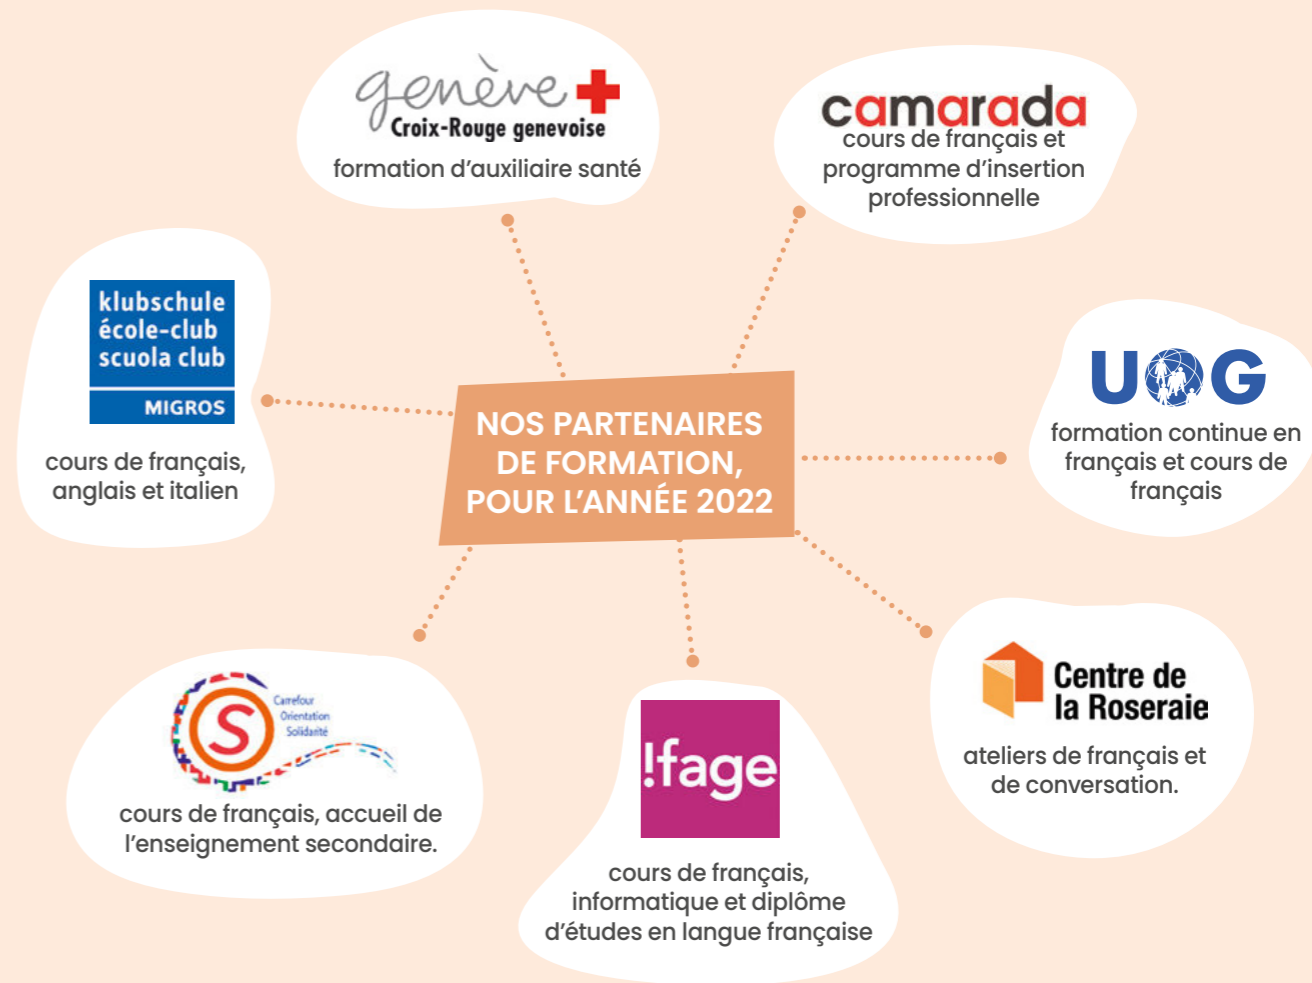 genève
Croix-Rouge genevoise
formation d’auxiliaire santé
camarada
cours de français et
programme d’insertion
professionnelle
klubschule
école-club
scuola club
MIGROS
cours de français,
anglais et italien
NOS PARTENAIRES
DE FORMATION,
POUR L’ANNÉE 2022
UOG
formation continue en
français et cours de
français
S
Carrefour
Orientation
Solidarité
cours de français, accueil de
l’enseignement secondaire.
!fage
cours de français,
informatique et diplôme
d’études en langue française
Centre de
la Roseraie
ateliers de français et
de conversation.